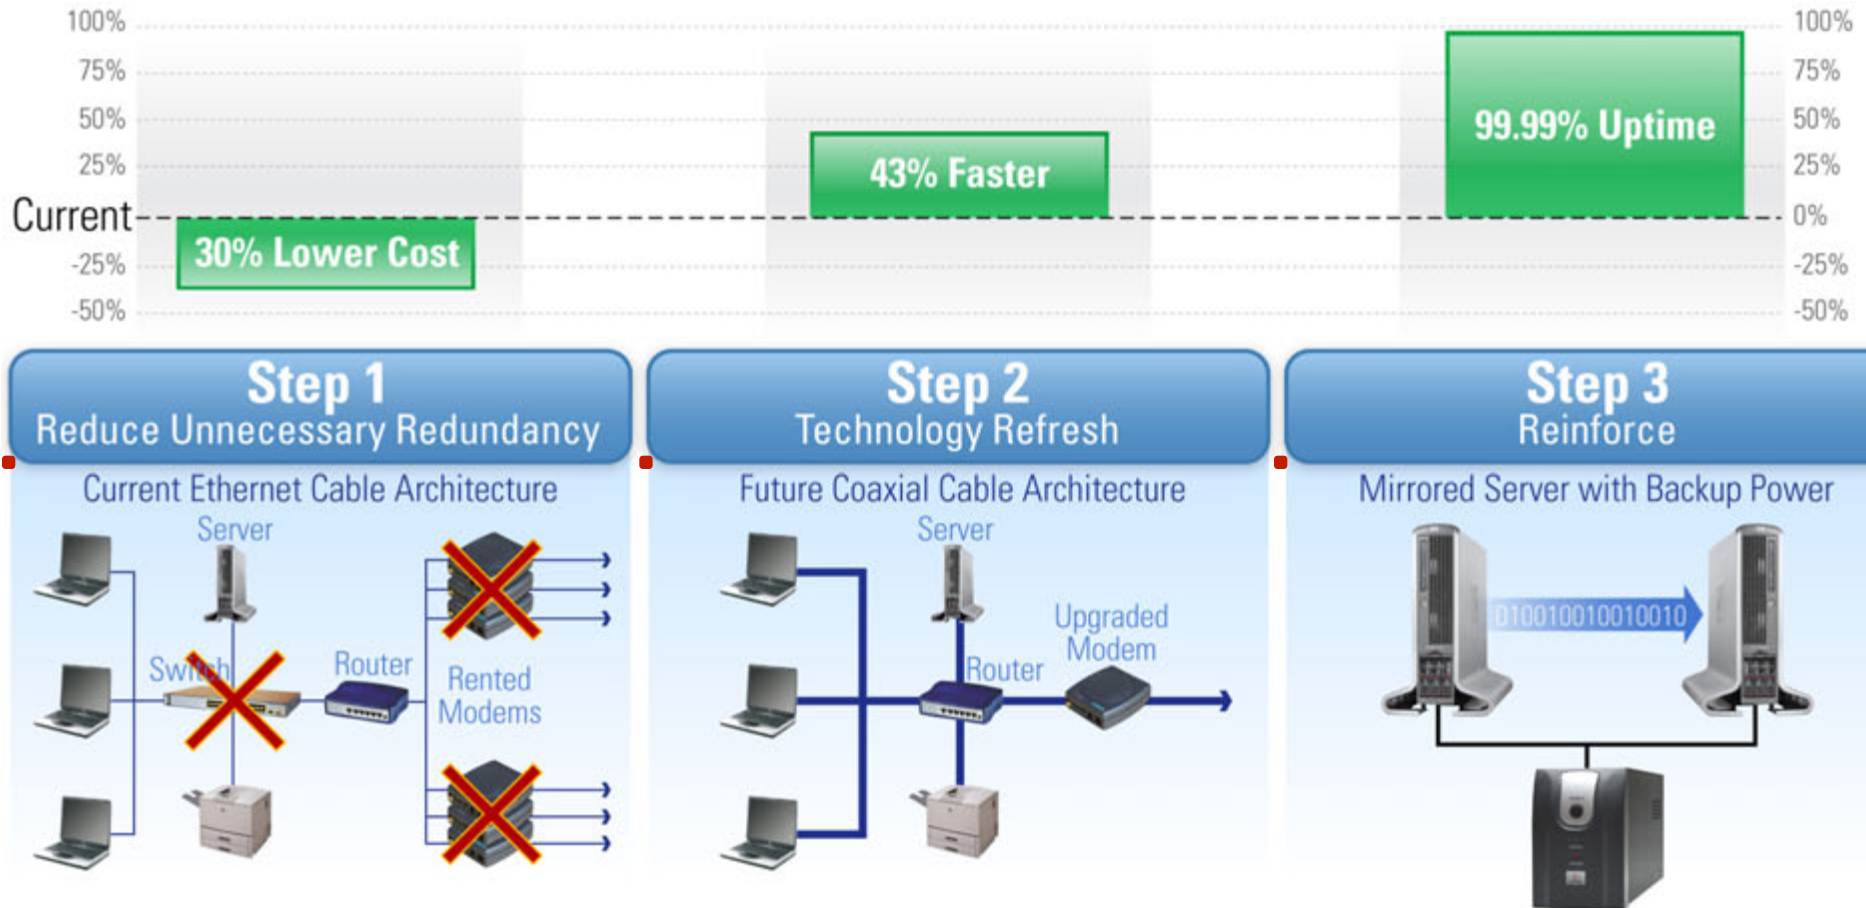 100%
75%
50%
25%
Current
-25%
-50%
100%
75%
50%
25%
0%
-25%
-50%
30% Lower Cost
43% Faster
99.99% Uptime
Step 1
Reduce Unnecessary Redundancy
Current Ethernet Cable Architecture
Server
Switch
Router
Rented
Modems
Step 2
Technology Refresh
Future Coaxial Cable Architecture
Server
Router
Upgraded
Modem
Step 3
Reinforce
Mirrored Server with Backup Power
010010010010010